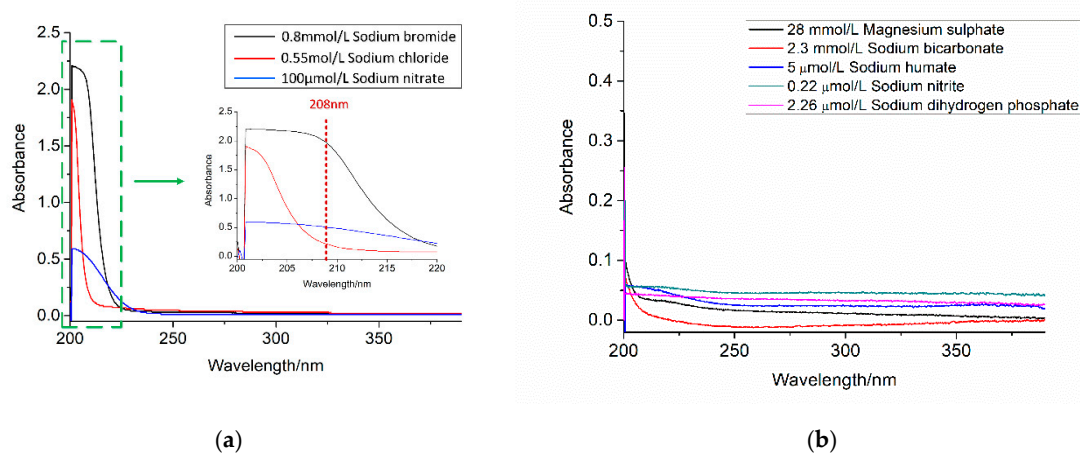 0.8mmol/L Sodium bromide
0.55mol/L Sodium chloride
100μmol/L Sodium nitrate
208nm
2.5
2.0
1.5
1.0
0.5
0.0
Absorbance
200
250
300
350
Wavelength/nm
2.5
2.0
1.5
1.0
0.5
0.0
Absorbance
200
205
210
215
220
Wavelength/nm
(a)
28 mmol/L Magnesium sulphate
2.3 mmol/L Sodium bicarbonate
5 μmol/L Sodium humate
0.22 μmol/L Sodium nitrite
2.26 μmol/L Sodium dihydrogen phosphate
0.5
0.4
0.3
0.2
0.1
0.0
Absorbance
200
250
300
350
Wavelength/nm
(b)